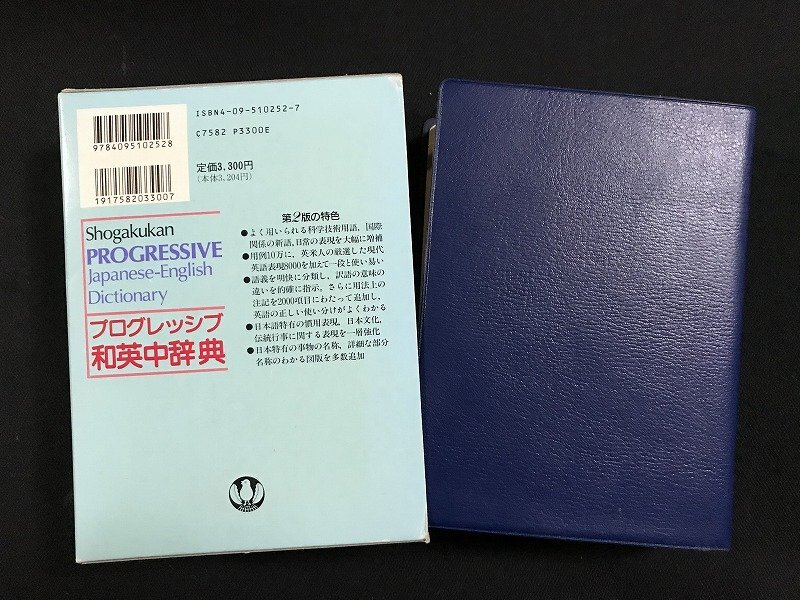 ISBN4-09-510252-7
C7582 P3300E
9784095102528
定価3,300円
(本体3,204円)
1917582033007
Shogakukan
PROGRESSIVE
Japanese-English
Dictionary
プログレッシブ
和英中辞典
第2版の特色
●よく用いられる科学技術用語，国際
関係の新語，日常の表現を大幅に増補
●用例10万に，英米人の厳選した現代
英語表現8000を加えて一段と使い易い
●語義を明快に分類し，訳語の意味の
違いを的確に指示，さらに用法上の
注記を2000項目にわたって追加し，
英語の正しい使い分けがよくわかる
●日本語特有の慣用表現，日本文化，
伝統行事に関する表現を一層強化
●日本特有の事物の名称，詳細な部分
名称のわかる図版を多数追加